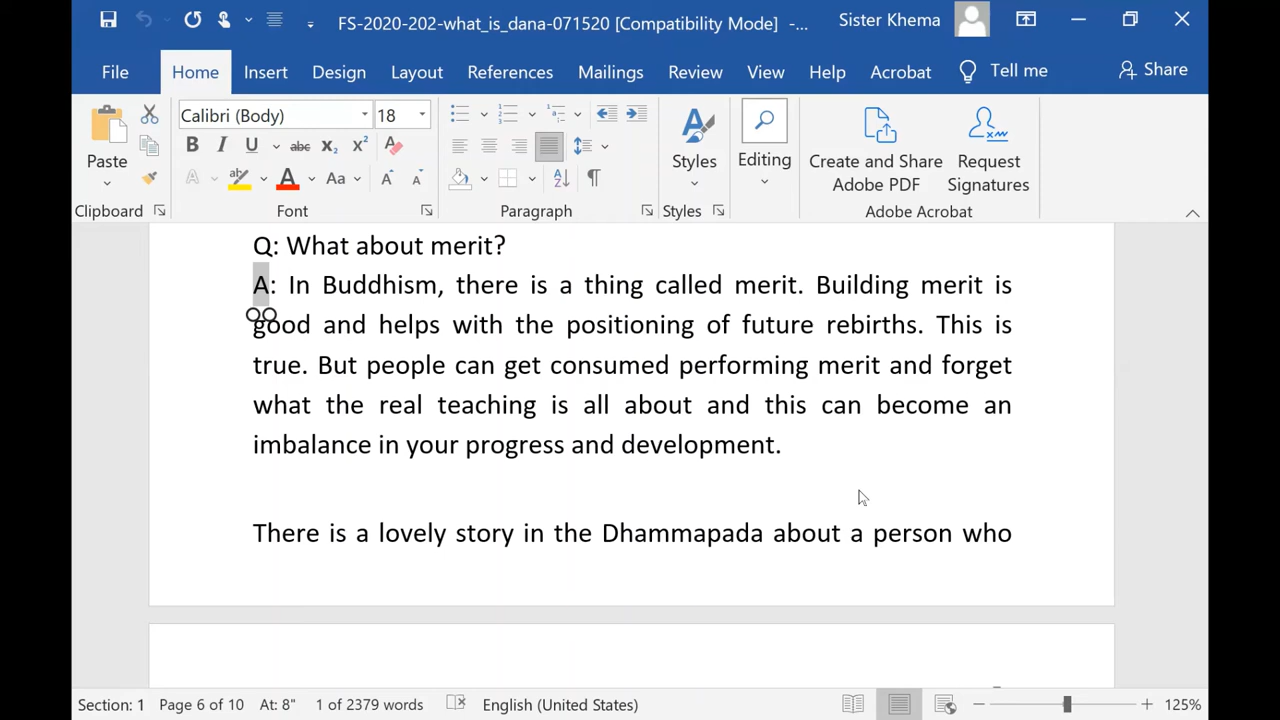 FS-2020-202-what_is_dana-071520 [Compatibility Mode] -...
Sister Khema
File Home Insert Design Layout References Mailings Review View Help Acrobat Tell me Share
Calibri (Body) 18
Paste
B I U abc x2 x2 A
A ab A Aa A A
Styles
Editing
Create and Share Adobe PDF
Request Signatures
Clipboard Font Paragraph Styles Adobe Acrobat
Q: What about merit?
A: In Buddhism, there is a thing called merit. Building merit is
good and helps with the positioning of future rebirths. This is
true. But people can get consumed performing merit and forget
what the real teaching is all about and this can become an
imbalance in your progress and development.
There is a lovely story in the Dhammapada about a person who
Section: 1 Page 6 of 10 At: 8" 1 of 2379 words English (United States) 125%